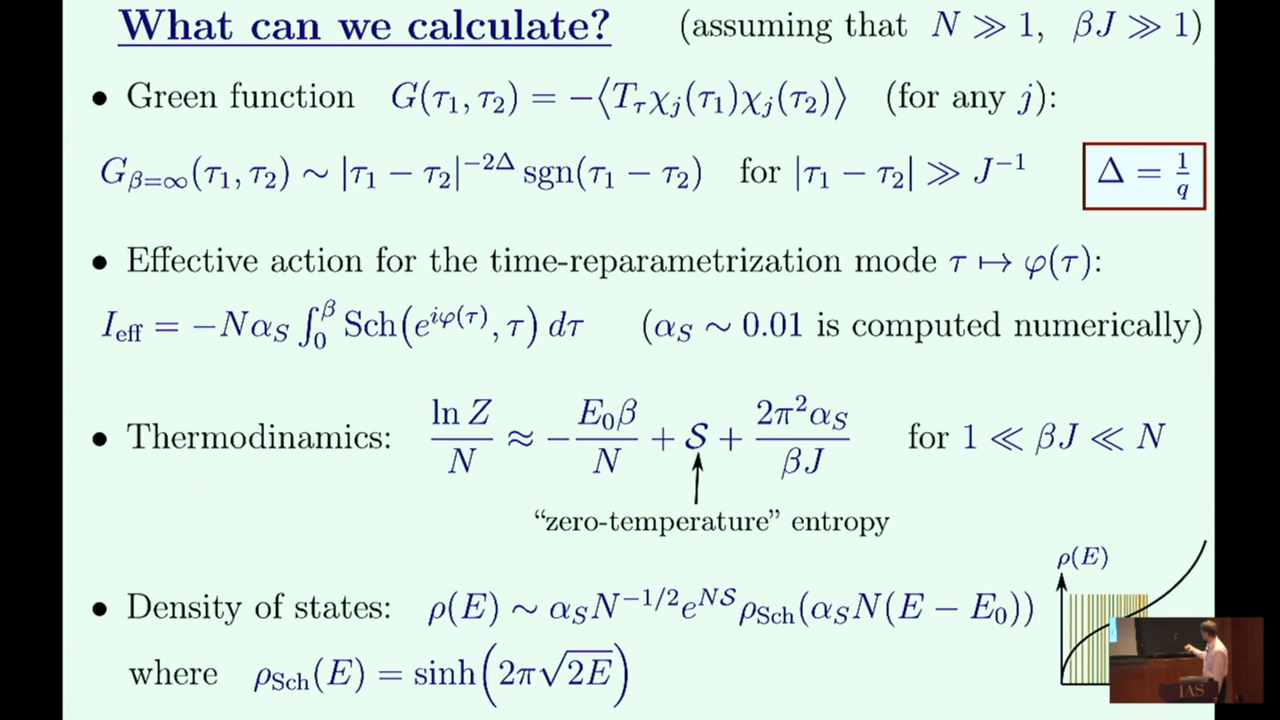 What can we calculate? (assuming that N ≫ 1, βJ ≫ 1)
• Green function G(τ₁, τ₂) = −⟨T_τ χ_j(τ₁)χ_j(τ₂)⟩ (for any j):
G_{β=∞}(τ₁, τ₂) ∼ |τ₁ − τ₂|^{−2Δ} sgn(τ₁ − τ₂) for |τ₁ − τ₂| ≫ J^{−1} Δ = 1/q
• Effective action for the time-reparametrization mode τ ↦ φ(τ):
I_eff = −Nα_S ∫₀^β Sch(e^{iφ(τ)}, τ) dτ (α_S ∼ 0.01 is computed numerically)
• Thermodinamics: ln Z/N ≈ −E₀β/N + 𝒮 + 2π²α_S/βJ for 1 ≪ βJ ≪ N
“zero-temperature” entropy
ρ(E)
• Density of states: ρ(E) ∼ α_S N^{−1/2} e^{N𝒮} ρ_Sch(α_S N(E − E₀))
where ρ_Sch(E) = sinh(2π√2E)
IAS